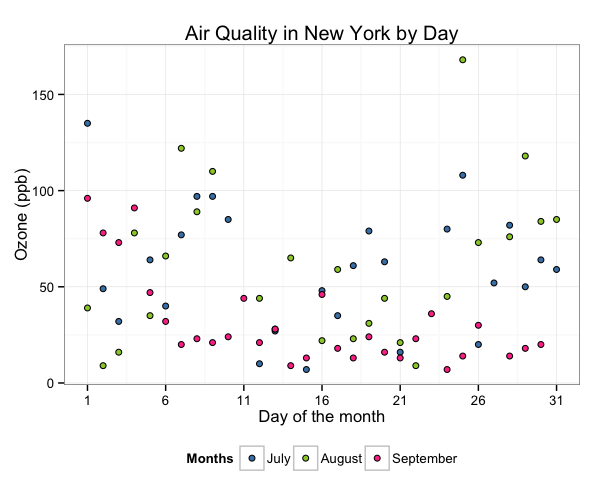 Air Quality in New York by Day
Ozone (ppb)
150
100
50
0
1 6 11 16 21 26 31
Day of the month
Months July August September